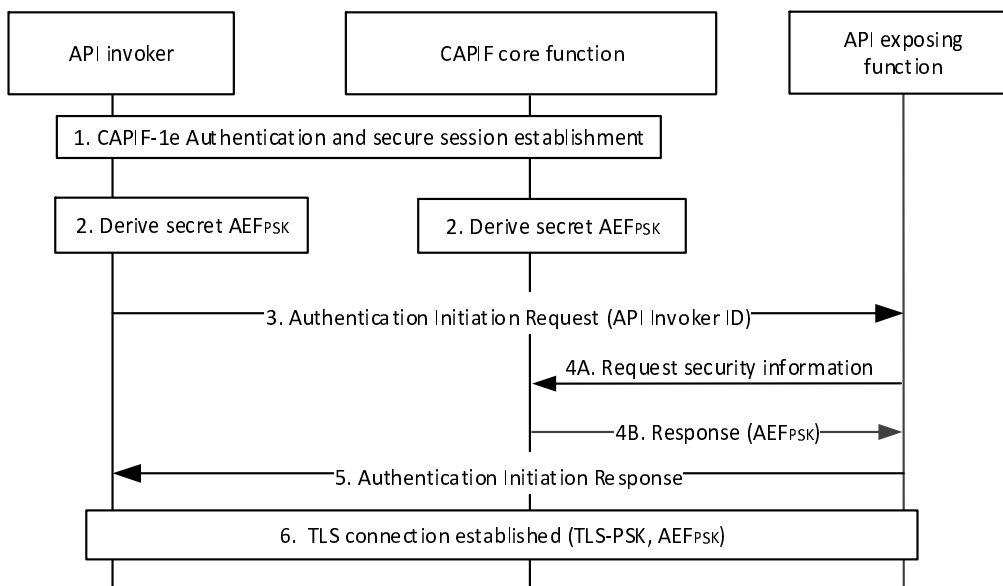 API invoker
CAPIF core function
API exposing
function
1. CAPIF-1e Authentication and secure session establishment
2. Derive secret AEFPSK
2. Derive secret AEFPSK
3. Authentication Initiation Request (API Invoker ID)
4A. Request security information
4B. Response (AEFPSK)
5. Authentication Initiation Response
6. TLS connection established (TLS-PSK, AEFPSK)